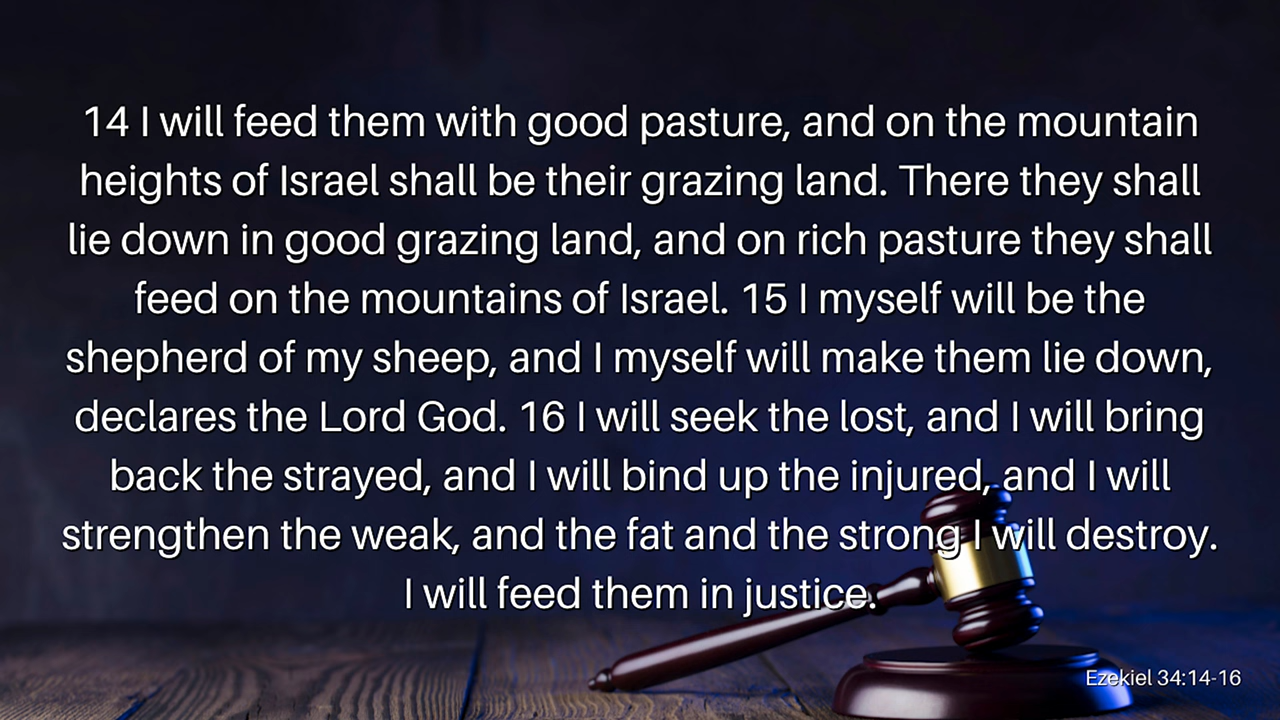 14 I will feed them with good pasture, and on the mountain
heights of Israel shall be their grazing land. There they shall
lie down in good grazing land, and on rich pasture they shall
feed on the mountains of Israel. 15 I myself will be the
shepherd of my sheep, and I myself will make them lie down,
declares the Lord God. 16 I will seek the lost, and I will bring
back the strayed, and I will bind up the injured, and I will
strengthen the weak, and the fat and the strong I will destroy.
I will feed them in justice.
Ezekiel 34:14-16